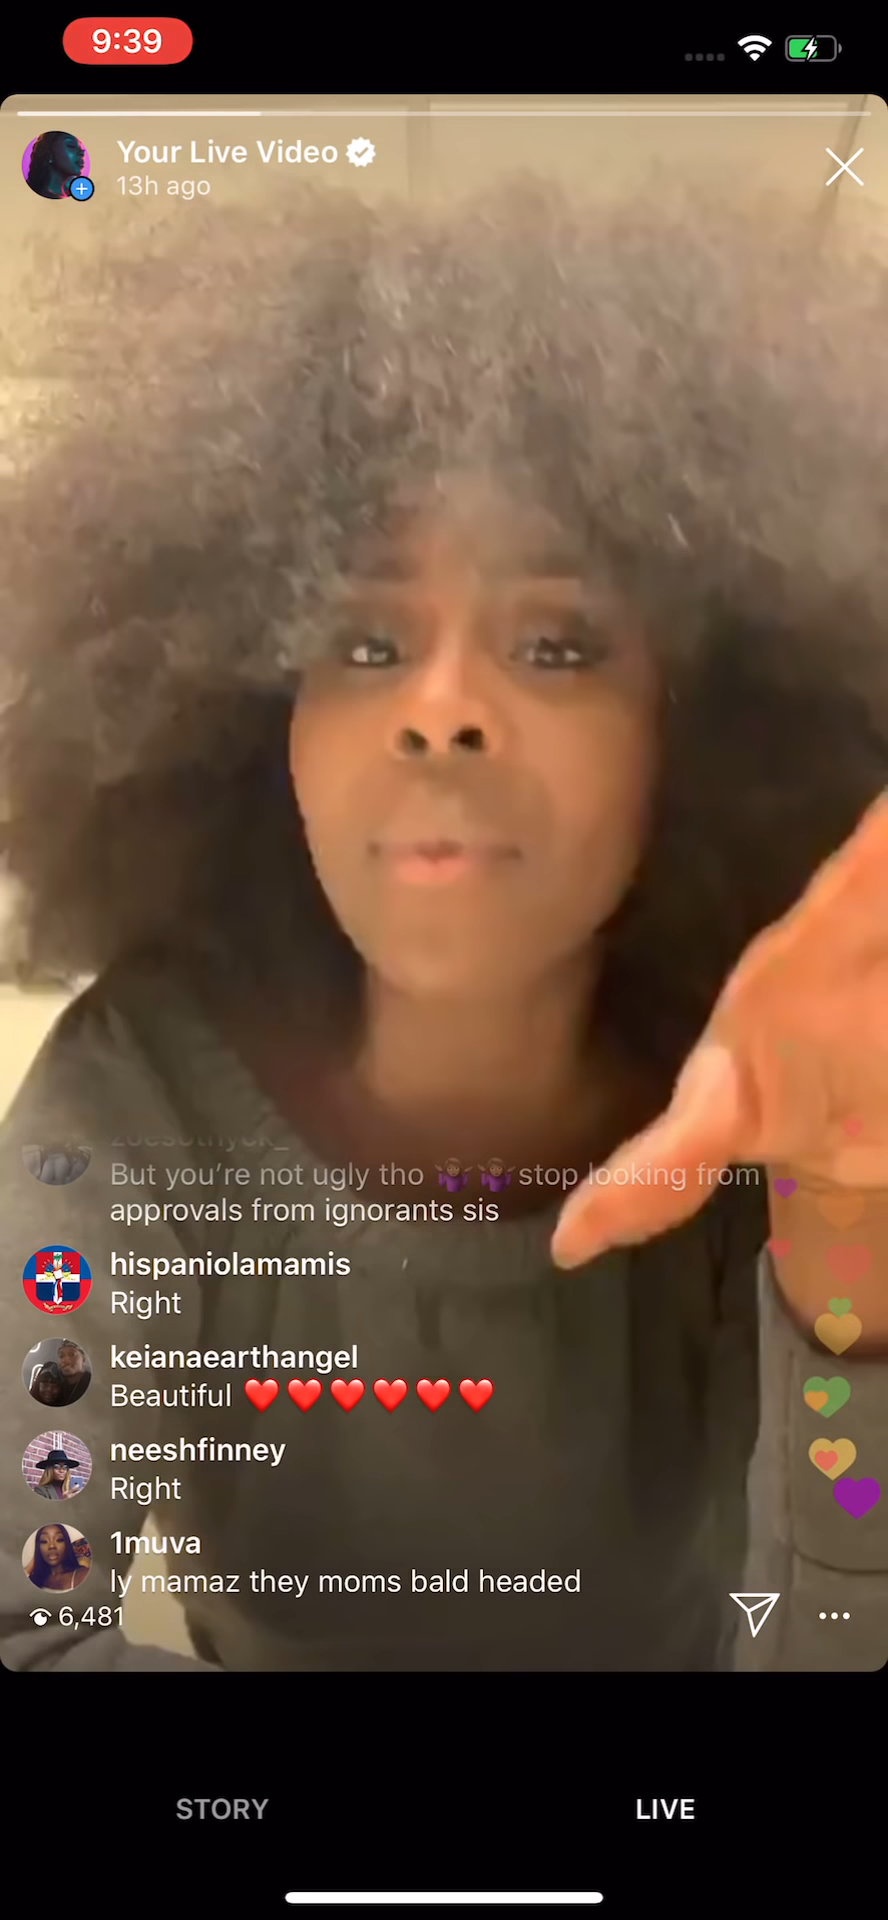 9:39
Your Live Video
13h ago
But you’re not ugly tho 🤷🏿‍♀️🤷🏿‍♀️stop looking from
approvals from ignorants sis
hispaniolamamis
Right
keianaearthangel
Beautiful ❤️❤️❤️❤️❤️❤️
neeshfinney
Right
1muva
ly mamaz they moms bald headed
6,481
STORY
LIVE